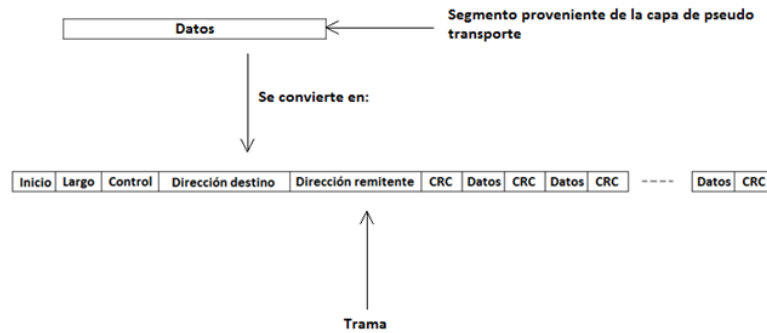 Datos
Segmento proveniente de la capa de pseudo
transporte
Se convierte en:
Inicio Largo Control Dirección destino Dirección remitente CRC Datos CRC Datos CRC ---- Datos CRC
Trama